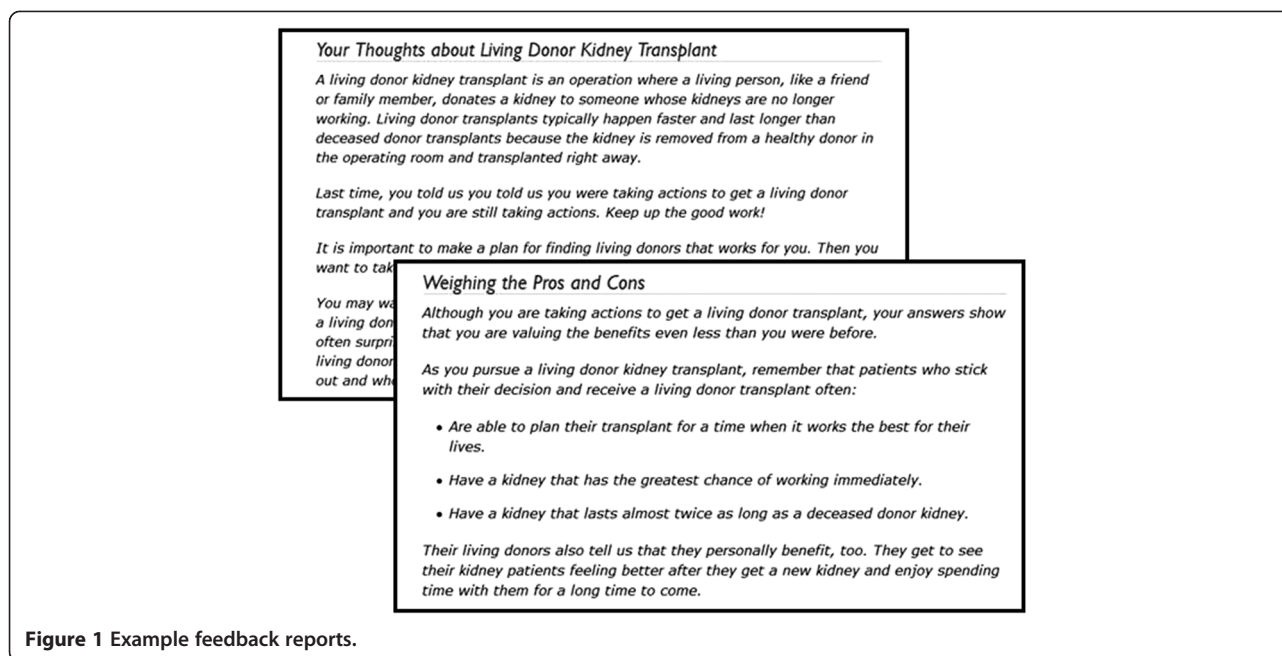 Your Thoughts about Living Donor Kidney Transplant
A living donor kidney transplant is an operation where a living person, like a friend
or family member, donates a kidney to someone whose kidneys are no longer
working. Living donor transplants typically happen faster and last longer than
deceased donor transplants because the kidney is removed from a healthy donor in
the operating room and transplanted right away.
Last time, you told us you told us you were taking actions to get a living donor
transplant and you are still taking actions. Keep up the good work!
It is important to make a plan for finding living donors that works for you. Then you
want to
You may
a living
often
living donor
out and
Weighing the Pros and Cons
Although you are taking actions to get a living donor transplant, your answers show
that you are valuing the benefits even less than you were before.
As you pursue a living donor kidney transplant, remember that patients who stick
with their decision and receive a living donor transplant often:
• Are able to plan their transplant for a time when it works the best for their
lives.
• Have a kidney that has the greatest chance of working immediately.
• Have a kidney that lasts almost twice as long as a deceased donor kidney.
Their living donors also tell us that they personally benefit, too. They get to see
their kidney patients feeling better after they get a new kidney and enjoy spending
time with them for a long time to come.
Figure 1 Example feedback reports.